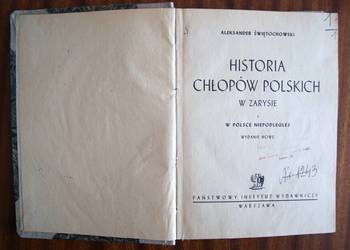 ALEKSANDER ŚWIĘTOCHOWSKI
HISTORIA
CHŁOPÓW POLSKICH
W ZARYSIE
I
W POLSCE NIEPODLEGŁEJ
WYDANIE NOWE
PAŃSTWOWY INSTYTUT WYDAWNICZY
WARSZAWA